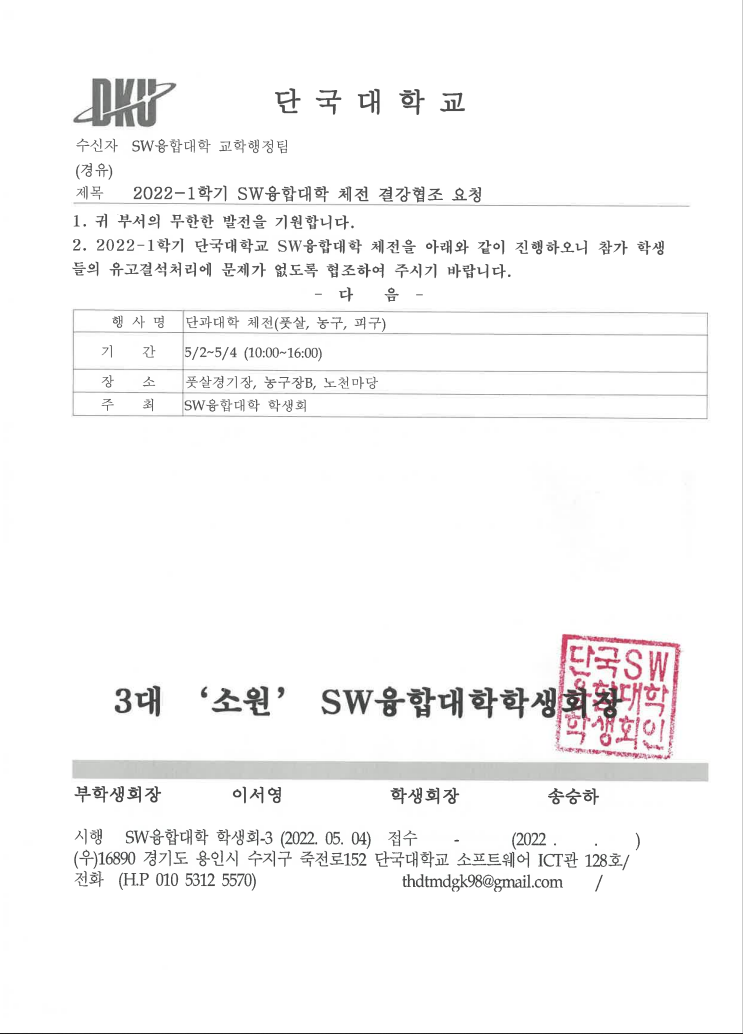 DKU
단 국 대 학 교
수신자 SW융합대학 교학행정팀
(경유)
제목 2022-1학기 SW융합대학 체전 결강협조 요청
1. 귀 부서의 무한한 발전을 기원합니다.
2. 2022-1학기 단국대학교 SW융합대학 체전을 아래와 같이 진행하오니 참가 학생
들의 유고결석처리에 문제가 없도록 협조하여 주시기 바랍니다.
- 다 음 -
행 사 명 단과대학 체전(풋살, 농구, 피구)
기 간 5/2~5/4 (10:00~16:00)
장 소 풋살경기장, 농구장B, 노천마당
주 최 SW융합대학 학생회
3대 ‘소원’ SW융합대학학생회장
단국SW
융합대학
학생회인
부학생회장 이서영 학생회장 송승하
시행 SW융합대학 학생회-3 (2022. 05. 04) 접수 - (2022 . . )
(우)16890 경기도 용인시 수지구 죽전로152 단국대학교 소프트웨어 ICT관 128호/
전화 (H.P 010 5312 5570) thdtmdgk98@gmail.com /